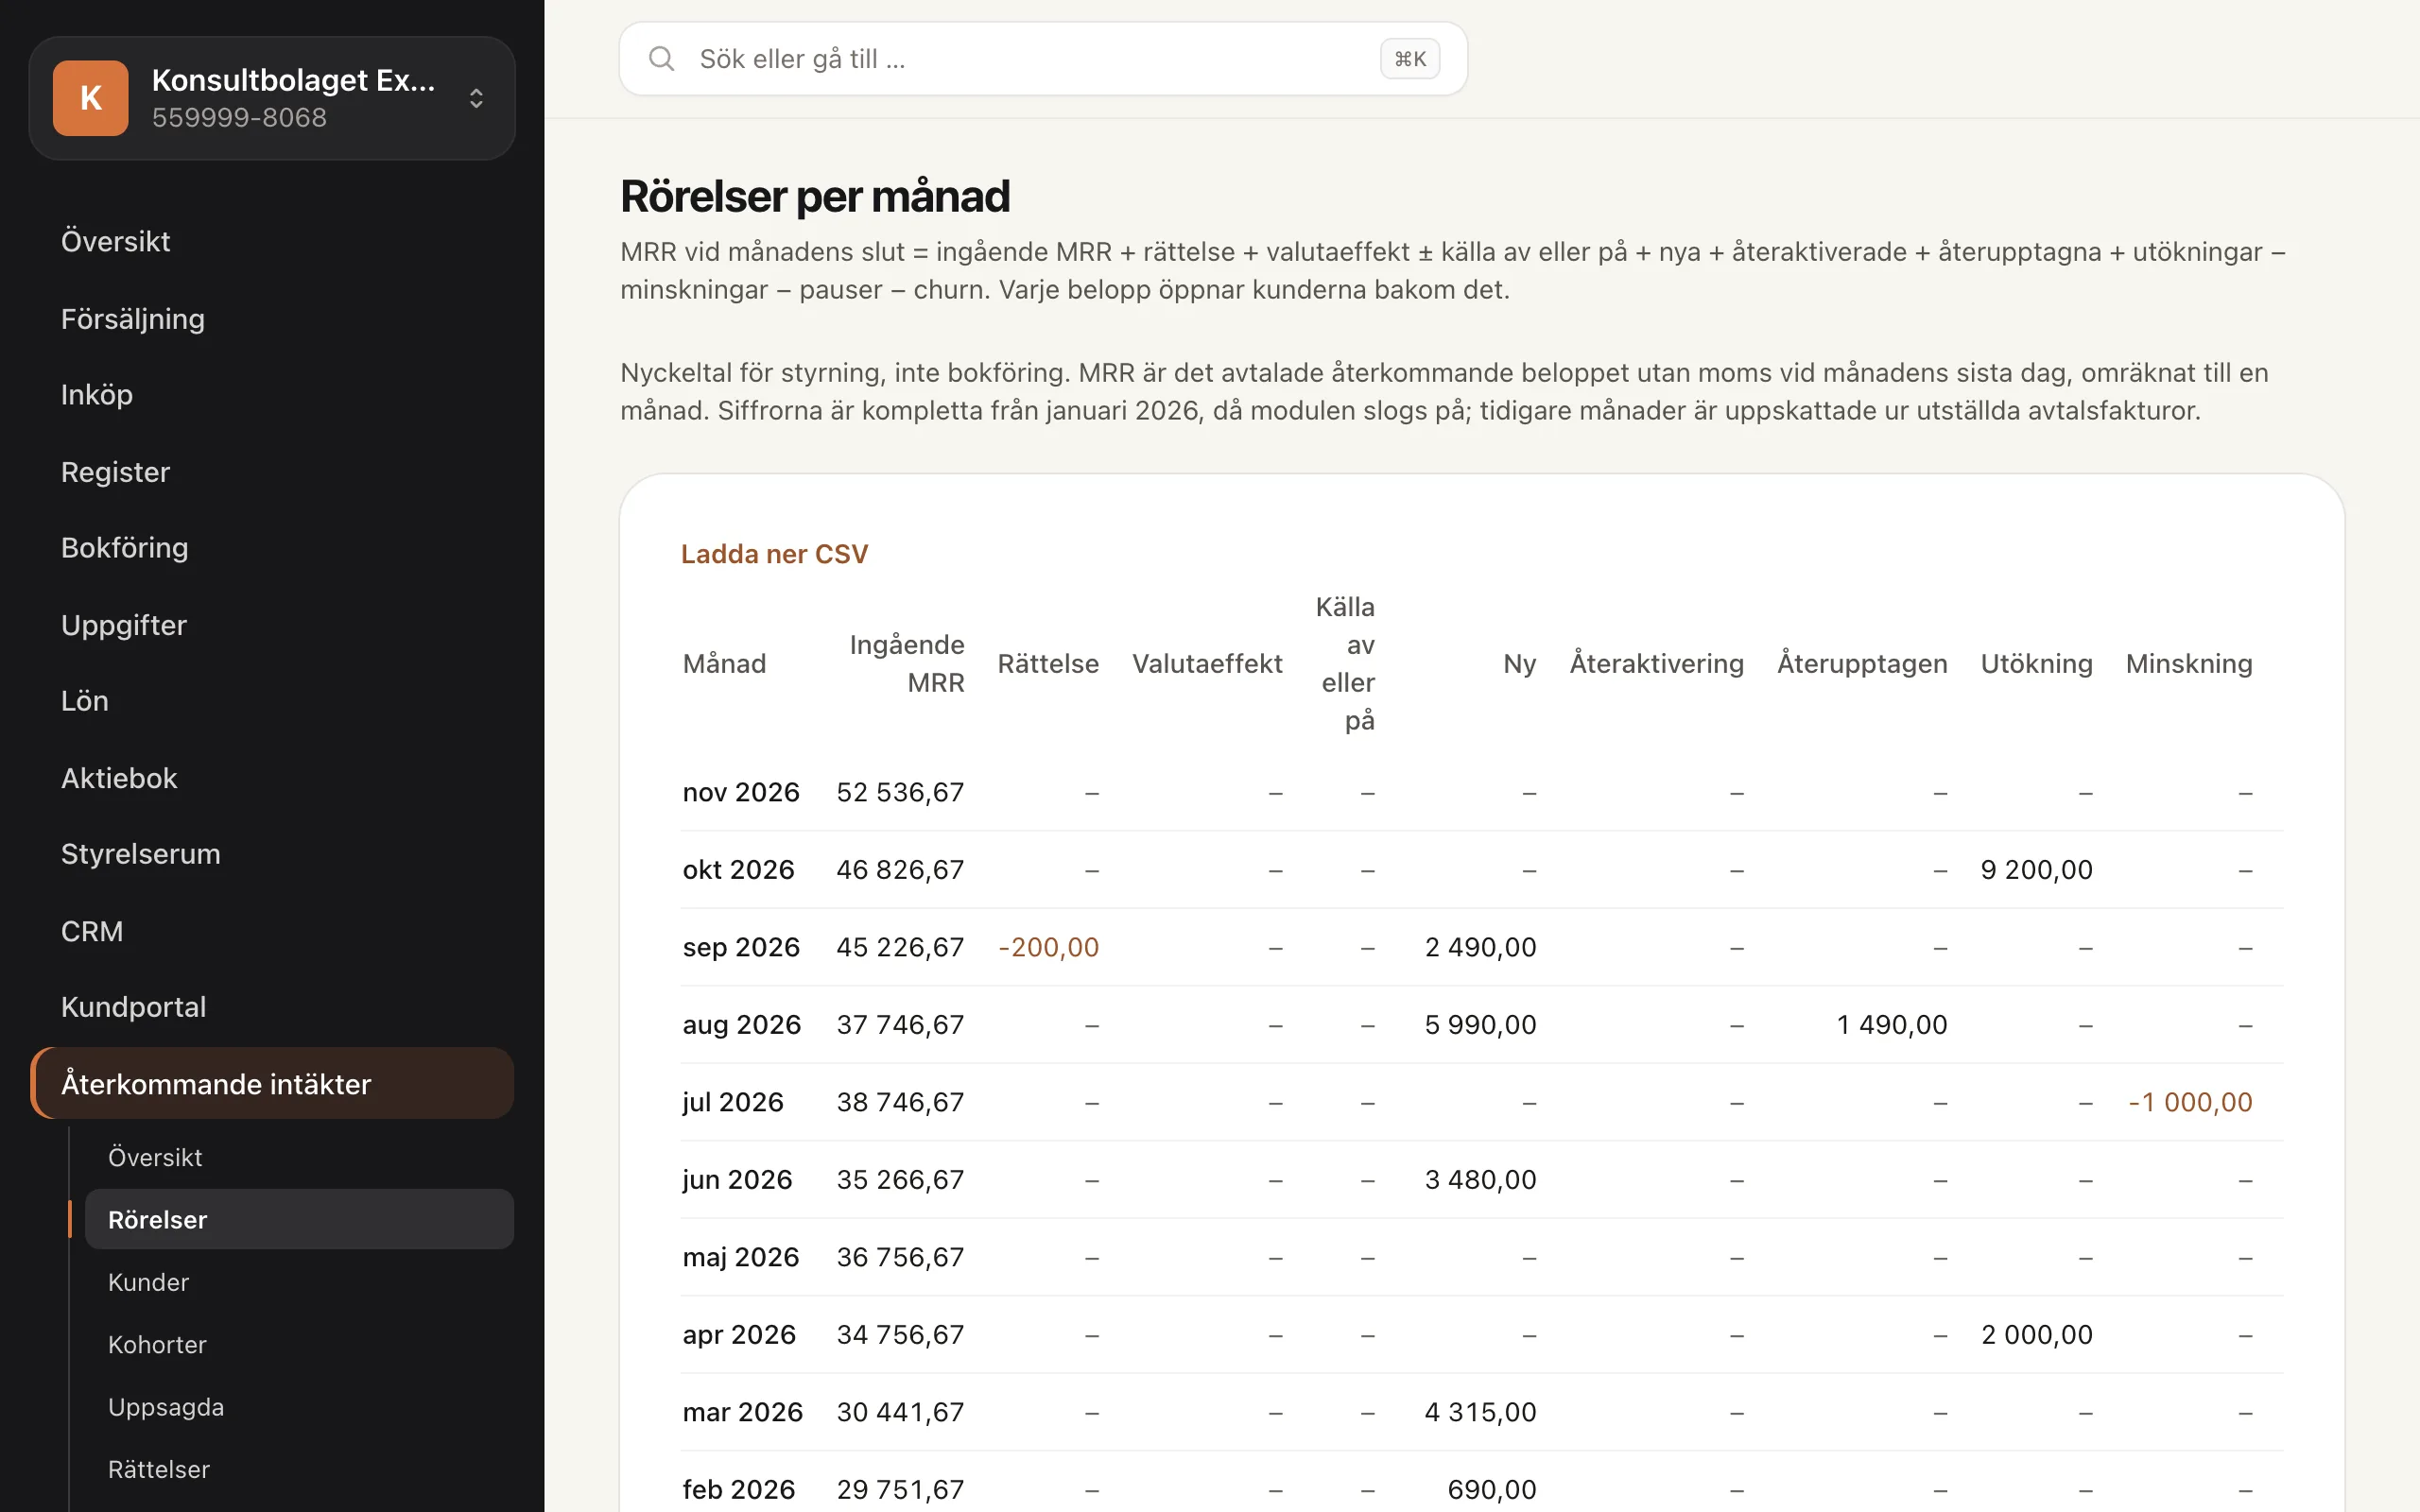 K
Konsultbolaget Ex...
559999-8068
Översikt
Försäljning
Inköp
Register
Bokföring
Uppgifter
Lön
Aktiebok
Styrelserum
CRM
Kundportal
Återkommande intäkter
Översikt
Rörelser
Kunder
Kohorter
Uppsagda
Rättelser
Sök eller gå till ...
⌘K
Rörelser per månad
MRR vid månadens slut = ingående MRR + rättelse + valutaeffekt ± källa av eller på + nya + återaktiverade + återupptagna + utökningar –
minskningar – pauser – churn. Varje belopp öppnar kunderna bakom det.
Nyckeltal för styrning, inte bokföring. MRR är det avtalade återkommande beloppet utan moms vid månadens sista dag, omräknat till en
månad. Siffrorna är kompletta från januari 2026, då modulen slogs på; tidigare månader är uppskattade ur utställda avtalsfakturor.
Ladda ner CSV
Månad Ingående MRR Rättelse Valutaeffekt Källa av eller på Ny Återaktivering Återupptagen Utökning Minskning
nov 2026 52 536,67 – – – – – – – –
okt 2026 46 826,67 – – – – – – 9 200,00 –
sep 2026 45 226,67 -200,00 – – 2 490,00 – – – –
aug 2026 37 746,67 – – – 5 990,00 – 1 490,00 – –
jul 2026 38 746,67 – – – – – – – -1 000,00
jun 2026 35 266,67 – – – 3 480,00 – – – –
maj 2026 36 756,67 – – – – – – – –
apr 2026 34 756,67 – – – – – – 2 000,00 –
mar 2026 30 441,67 – – – 4 315,00 – – – –
feb 2026 29 751,67 – – – 690,00 – – – –